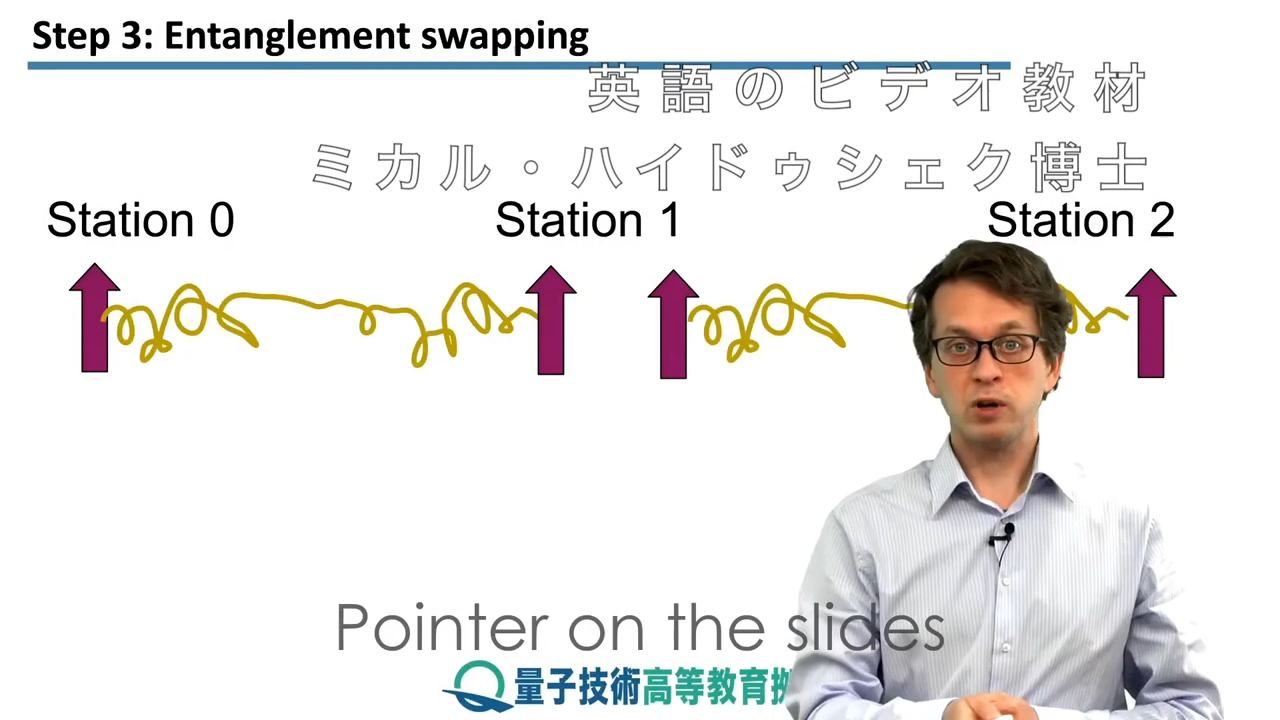 Step 3: Entanglement swapping
英語のビデオ教材
ミカル・ハイドゥシェク博士
Station 0
Station 1
Station 2
Pointer on the slides
量子技術高等教育拠